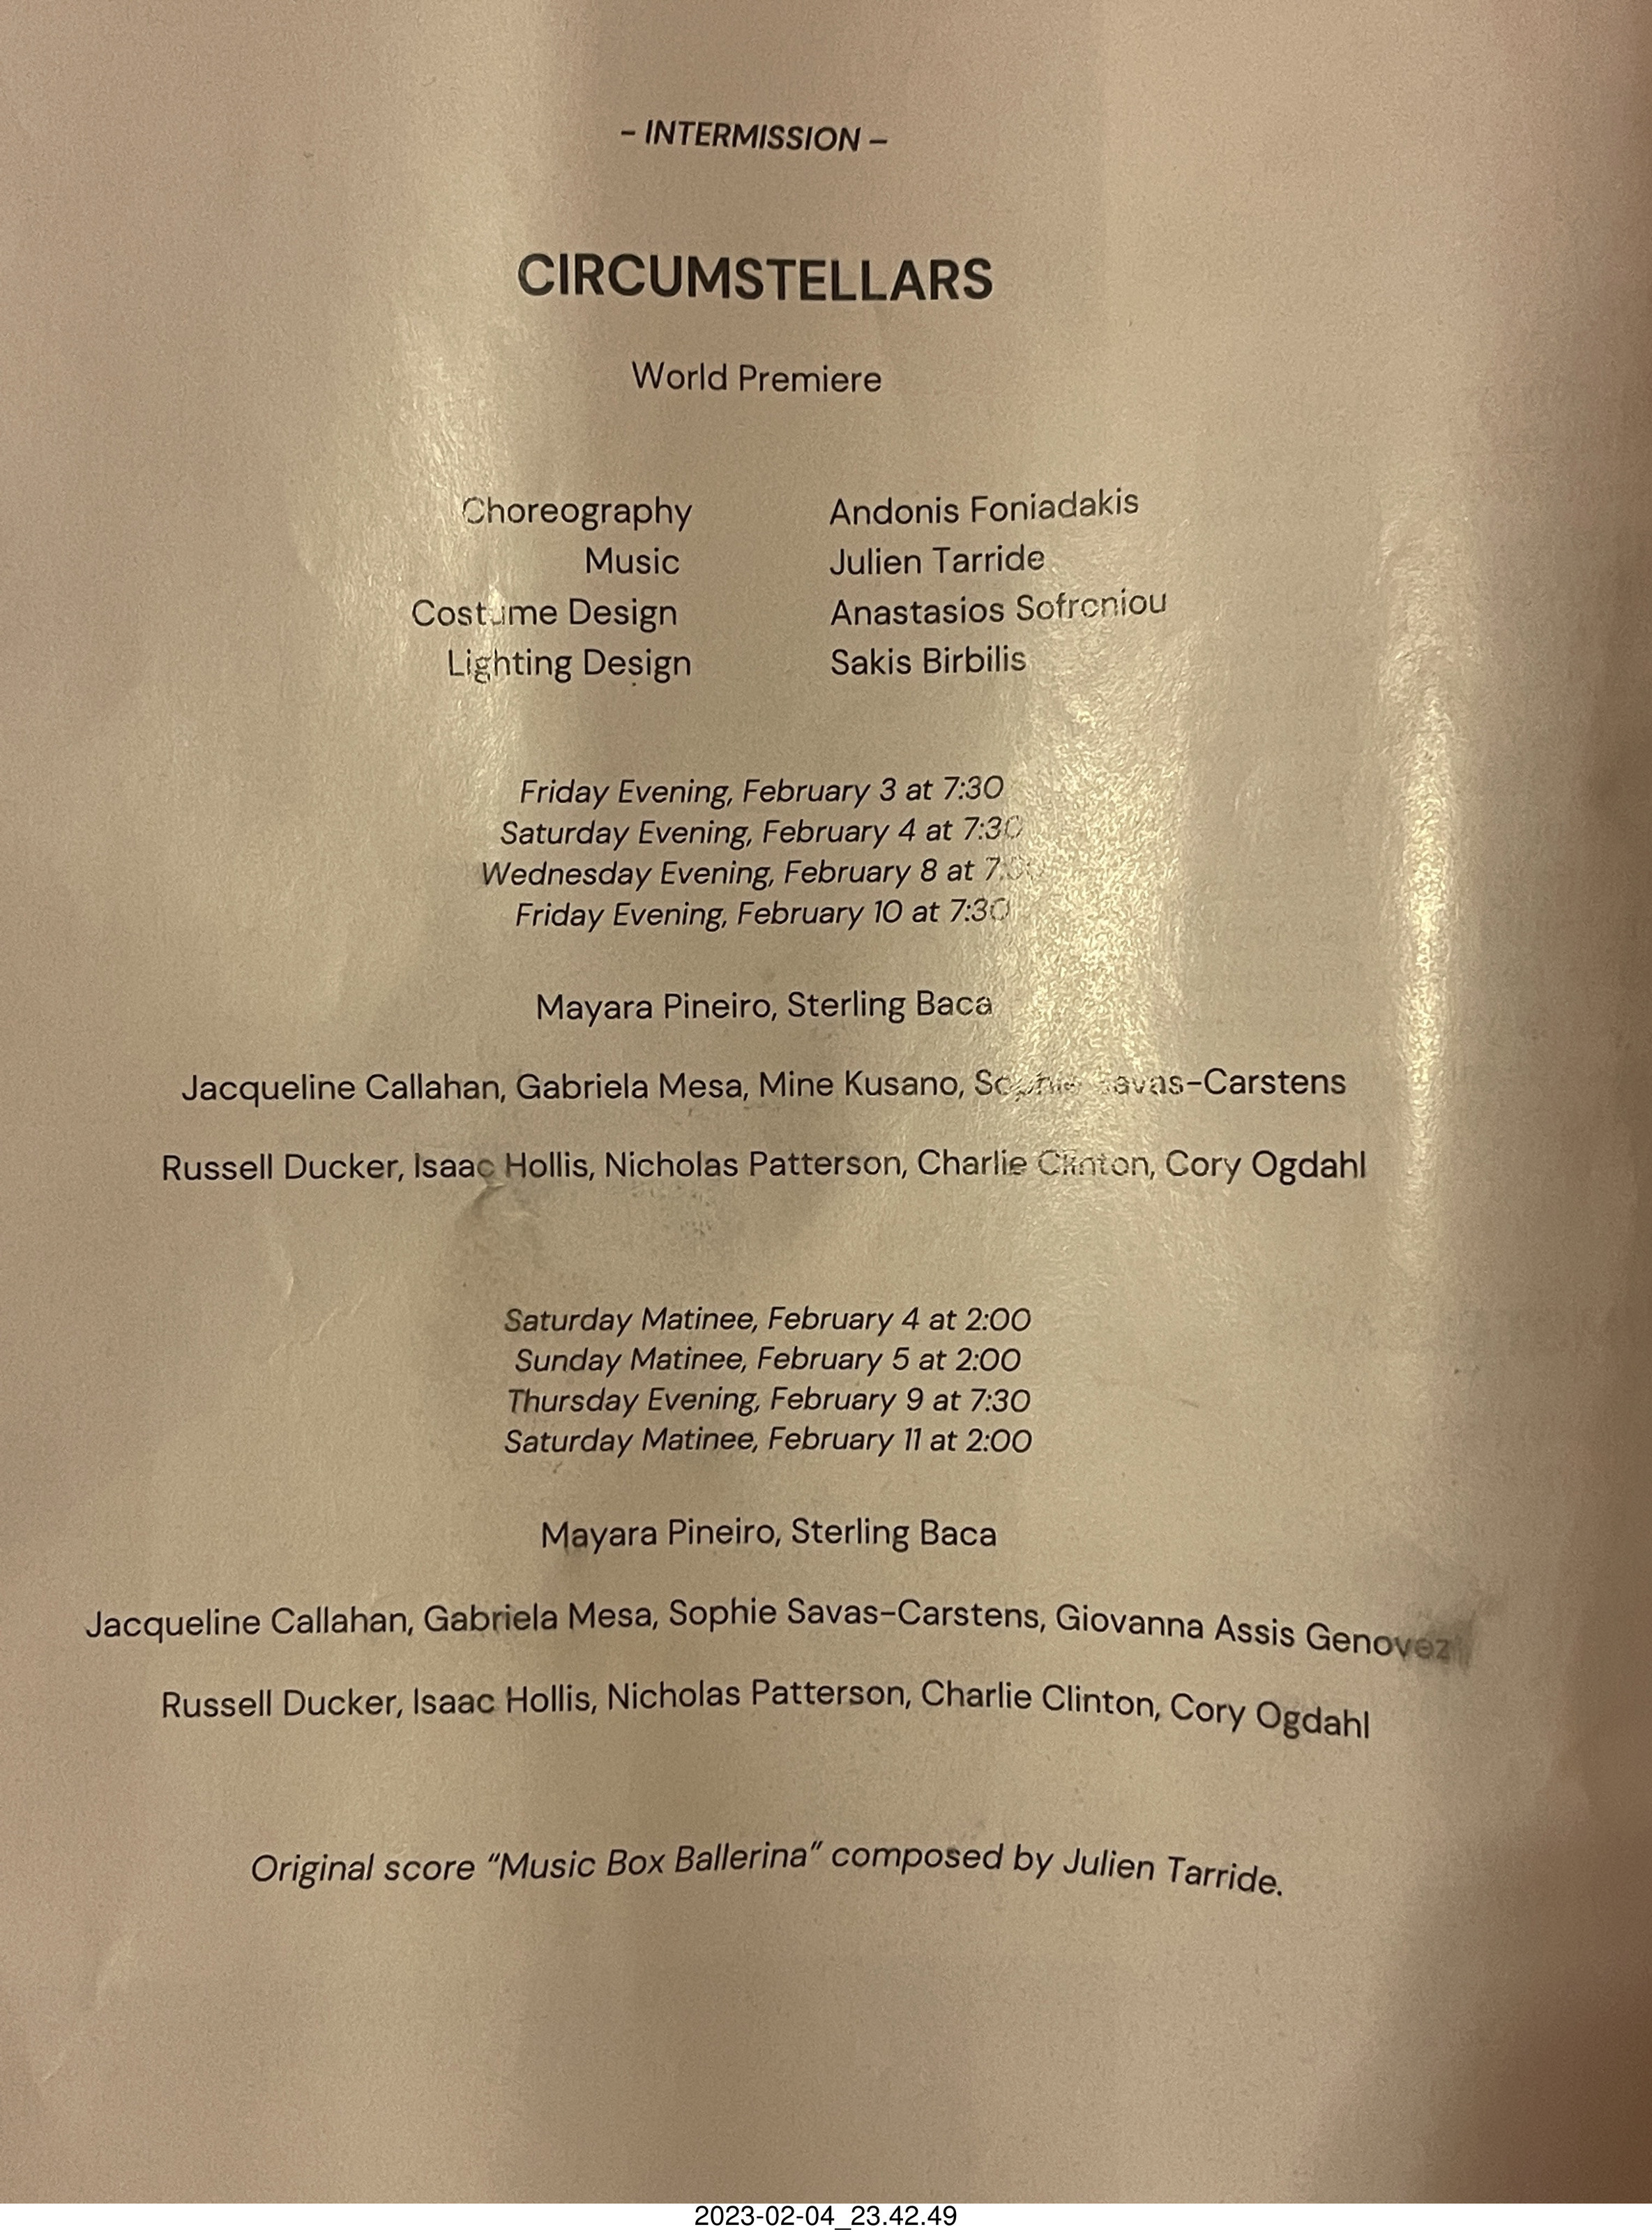 – INTERMISSION –
CIRCUMSTELLARS
World Premiere
Choreography Andonis Foniadakis
Music Julien Tarride
Costume Design Anastasios Sofroniou
Lighting Design Sakis Birbilis
Friday Evening, February 3 at 7:30
Saturday Evening, February 4 at 7:30
Wednesday Evening, February 8 at
Friday Evening, February 10 at 7:30
Mayara Pineiro, Sterling Baca
Jacqueline Callahan, Gabriela Mesa, Mine Kusano, Sophie Savas-Carstens
Russell Ducker, Isaac Hollis, Nicholas Patterson, Charlie Clinton, Cory Ogdahl
Saturday Matinee, February 4 at 2:00
Sunday Matinee, February 5 at 2:00
Thursday Evening, February 9 at 7:30
Saturday Matinee, February 11 at 2:00
Mayara Pineiro, Sterling Baca
Jacqueline Callahan, Gabriela Mesa, Sophie Savas-Carstens, Giovanna Assis Genovez
Russell Ducker, Isaac Hollis, Nicholas Patterson, Charlie Clinton, Cory Ogdahl
Original score “Music Box Ballerina” composed by Julien Tarride.
2023-02-04_23.42.49